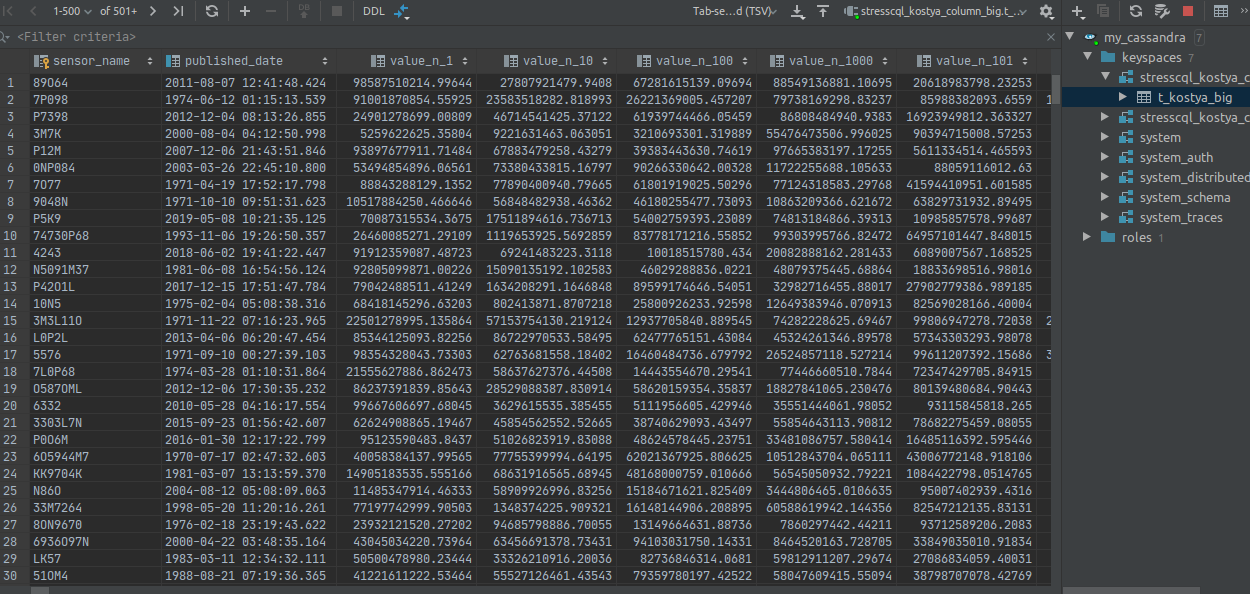 1-500 of 501+ DDL Tab-se...d (TSV) stresscql_kostya_column_big.t_...
<Filter criteria>
sensor_name published_date value_n_1 value_n_10 value_n_100 value_n_1000 value_n_101
1 89O64 2011-08-07 12:41:48.424 98587510214.99644 27807921479.9408 67281615139.09694 88549136881.10695 20618983798.23253
2 7P098 1974-06-12 01:15:13.539 91001870854.55925 23583518282.818993 26221369005.457207 79738169298.83237 85988382093.6559 1
3 P7398 2012-12-04 08:13:26.855 24901278699.00809 46714541425.37122 61939744466.05459 86808484940.9383 16923949812.363327
4 3M7K 2000-08-04 04:12:50.998 5259622625.35804 9221631463.063051 3210693301.319889 55476473506.996025 90394715008.57253
5 P12M 2007-12-06 21:43:51.846 93897677911.71484 67883479258.43279 39383443630.74619 97665383197.17255 5611334514.465593
6 0NP084 2003-03-26 22:45:10.800 53494854896.06561 73380433815.16797 90266330642.00328 11722255688.105633 88059116012.63
7 7O77 1971-04-19 17:52:17.798 88843288129.1352 77890400940.79665 61801919025.50296 77124318583.29768 41594410951.601585
8 9048N 1971-10-10 09:51:31.623 10517884250.466646 56848482938.46362 46180255477.73093 10863209366.621672 63829731932.89495
9 P5K9 2019-05-08 10:21:35.125 70087315534.3675 17511894616.736713 54002759393.23089 74813184866.39313 10985857578.99687
10 74730P68 1993-11-06 19:26:50.357 26460085271.29109 1119653925.5692859 83778171216.55852 99303995766.82472 64957101447.848015
11 4243 2018-06-02 19:41:22.447 91912359087.48723 69241483223.3118 10018515780.434 20082888162.281433 6089007567.168525
12 N5091M37 1981-06-08 16:54:56.124 92805099871.00226 15090135192.102583 46029288836.0221 48079375445.68864 18833698516.98016
13 P42O1L 2017-12-15 17:51:47.784 79042488511.41249 1634208291.1646848 89599174646.54051 32982716455.88017 27902779386.989185
14 10N5 1975-02-04 05:08:38.316 68418145296.63203 802413871.8707218 25800926233.92598 12649383946.070913 82569028166.40004
15 3M3L11O 1971-11-22 07:16:23.965 22501278995.135864 57153754130.219124 12937705840.889545 74282228625.69467 99806947278.72038 2
16 L0P2L 2013-04-06 06:20:47.454 85344125093.82256 86722970533.58495 62477765151.43084 45324261346.89578 57343303293.98078
17 5576 1971-09-10 00:27:39.103 98354328043.73303 62763681558.18402 16460484736.679792 26524857118.527214 99611207392.15686 3
18 7L0P68 1974-03-28 01:10:31.864 21555627886.862473 58637627376.44508 14443554670.29541 77446660510.7844 72347429705.84915
19 O587OML 2012-12-06 17:30:35.232 86237391839.85643 28529088387.830914 58620159354.35837 18827841065.230476 80139480684.90443
20 6332 2010-05-28 04:16:17.554 99667606697.68045 3629615535.385455 5111956605.429946 35551444061.98052 93115845818.265
21 3303L7N 2015-09-23 01:56:42.607 62624908865.19467 45854562552.52665 38740629093.43497 55854643113.90812 78682275459.08055
22 P0O6M 2016-01-30 12:17:22.799 95123590483.8437 51026823919.83088 48624578445.23751 33481086757.580414 16485116392.595446
23 6O5944M7 1970-07-17 02:47:32.603 40058384137.99565 77755399994.64195 62021367925.806625 10512843704.065111 43006772148.918106
24 KK9704K 1981-03-07 13:13:59.370 14905183535.555166 68631916565.68945 48168000759.010666 56545050932.79221 1084422798.0514765
25 N86O 2004-08-12 05:08:09.063 11485347914.46333 58909926996.83256 15184671621.825409 3444806465.0106635 95007402939.4316
26 33M7264 1998-05-20 11:20:16.261 77197742999.90503 1348374225.909321 16148144906.208895 60588619942.144356 82547212135.83131
27 8ON9670 1976-02-18 23:19:43.622 23932121520.27202 94685798886.70055 13149664631.88736 7860297442.44211 93712589206.2083
28 6936O97N 2000-04-22 03:48:35.164 43045034220.73964 63456691378.73431 94103031750.14331 8464520163.728705 33849035010.91834
29 LK57 1983-03-11 12:34:32.111 50500478980.23444 33326210916.20036 82736846314.0681 59812911207.29674 27086834059.40031
30 51OM4 1988-08-21 07:19:36.365 41221611222.53464 55527126461.43543 79359780197.42522 58047609415.55094 38798707078.42769
my_cassandra 7
keyspaces 7
stresscql_kostya_c
t_kostya_big
stresscql_kostya_c
system
system_auth
system_distributed
system_schema
system_traces
roles 1